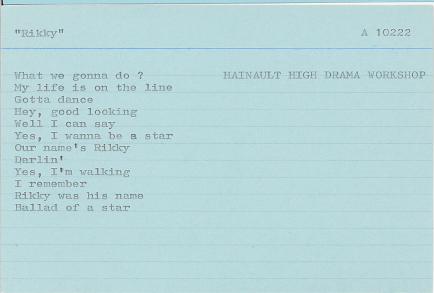 "Rikky" A 10222
What we gonna do ? HAINAULT HIGH DRAMA WORKSHOP
My life is on the line
Gotta dance
Hey, good looking
Well I can say
Yes, I wanna be a star
Our name's Rikky
Darlin'
Yes, I'm walking
I remember
Rikky was his name
Ballad of a star